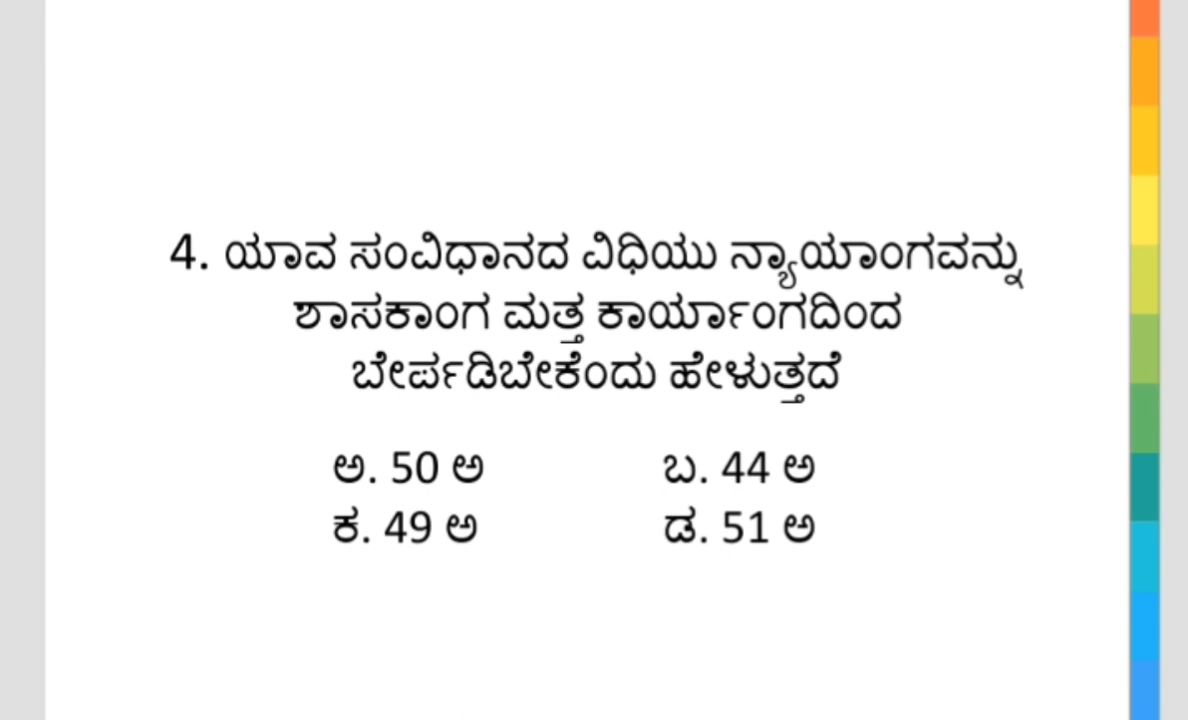 4. ಯಾವ ಸಂವಿಧಾನದ ವಿಧಿಯು ನ್ಯಾಯಾಂಗವನ್ನು
ಶಾಸಕಾಂಗ ಮತ್ತ ಕಾರ್ಯಾಂಗದಿಂದ
ಬೇರ್ಪಡಿಬೇಕೆಂದು ಹೇಳುತ್ತದೆ
ಅ. 50 ಅ ಬ. 44 ಅ
ಕ. 49 ಅ ಡ. 51 ಅ